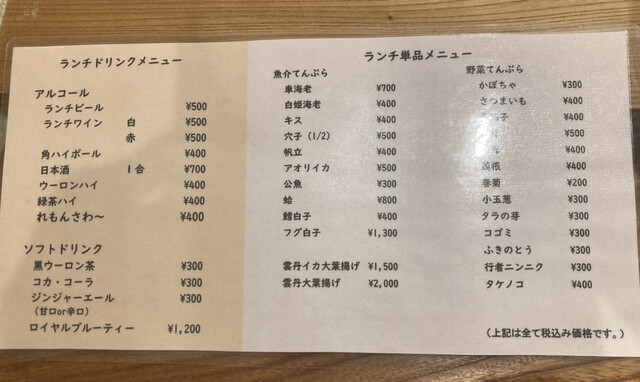 ランチドリンクメニュー
アルコール
ランチビール ¥500
ランチワイン 白 ¥500
赤 ¥500
角ハイボール ¥400
日本酒 1合 ¥700
ウーロンハイ ¥400
緑茶ハイ ¥400
れもんさわ〜 ¥400
ソフトドリンク
黒ウーロン茶 ¥300
コカ・コーラ ¥300
ジンジャーエール ¥300
(甘口or辛口)
ロイヤルブルーティー ¥1,200
ランチ単品メニュー
魚介てんぷら
車海老 ¥700
白姫海老 ¥400
キス ¥400
穴子 (1/2) ¥400
帆立 ¥400
アオリイカ ¥500
公魚 ¥300
蛤 ¥800
鱈白子 ¥400
フグ白子 ¥1,300
雲丹イカ大葉揚げ ¥1,500
雲丹大葉揚げ ¥2,000
野菜てんぷら
かぼちゃ ¥300
さつまいも ¥400
子 ¥400
¥500
¥400
根 ¥400
春菊 ¥200
小玉葱 ¥300
タラの芽 ¥300
コゴミ ¥300
ふきのとう ¥300
行者ニンニク ¥300
タケノコ ¥400
(上記は全て税込み価格です。)